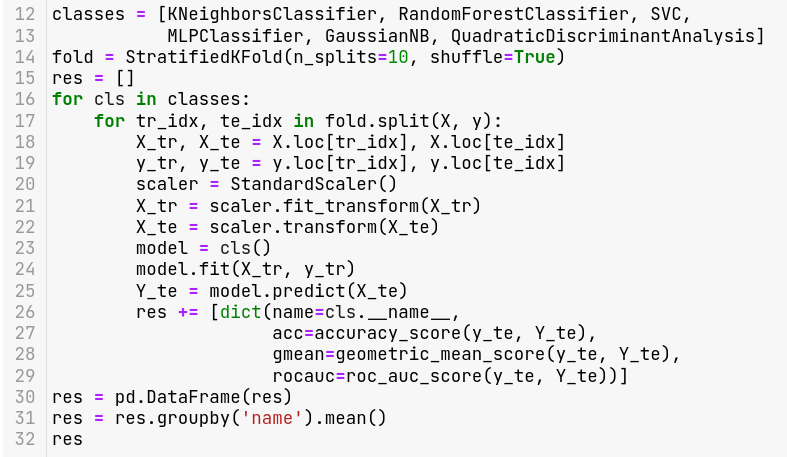 12 classes = [KNeighborsClassifier, RandomForestClassifier, SVC,
13            MLPClassifier, GaussianNB, QuadraticDiscriminantAnalysis]
14 fold = StratifiedKFold(n_splits=10, shuffle=True)
15 res = []
16 for cls in classes:
17     for tr_idx, te_idx in fold.split(X, y):
18         X_tr, X_te = X.loc[tr_idx], X.loc[te_idx]
19         y_tr, y_te = y.loc[tr_idx], y.loc[te_idx]
20         scaler = StandardScaler()
21         X_tr = scaler.fit_transform(X_tr)
22         X_te = scaler.transform(X_te)
23         model = cls()
24         model.fit(X_tr, y_tr)
25         Y_te = model.predict(X_te)
26         res += [dict(name=cls.__name__,
27                      acc=accuracy_score(y_te, Y_te),
28                      gmean=geometric_mean_score(y_te, Y_te),
29                      rocauc=roc_auc_score(y_te, Y_te))]
30 res = pd.DataFrame(res)
31 res = res.groupby('name').mean()
32 res